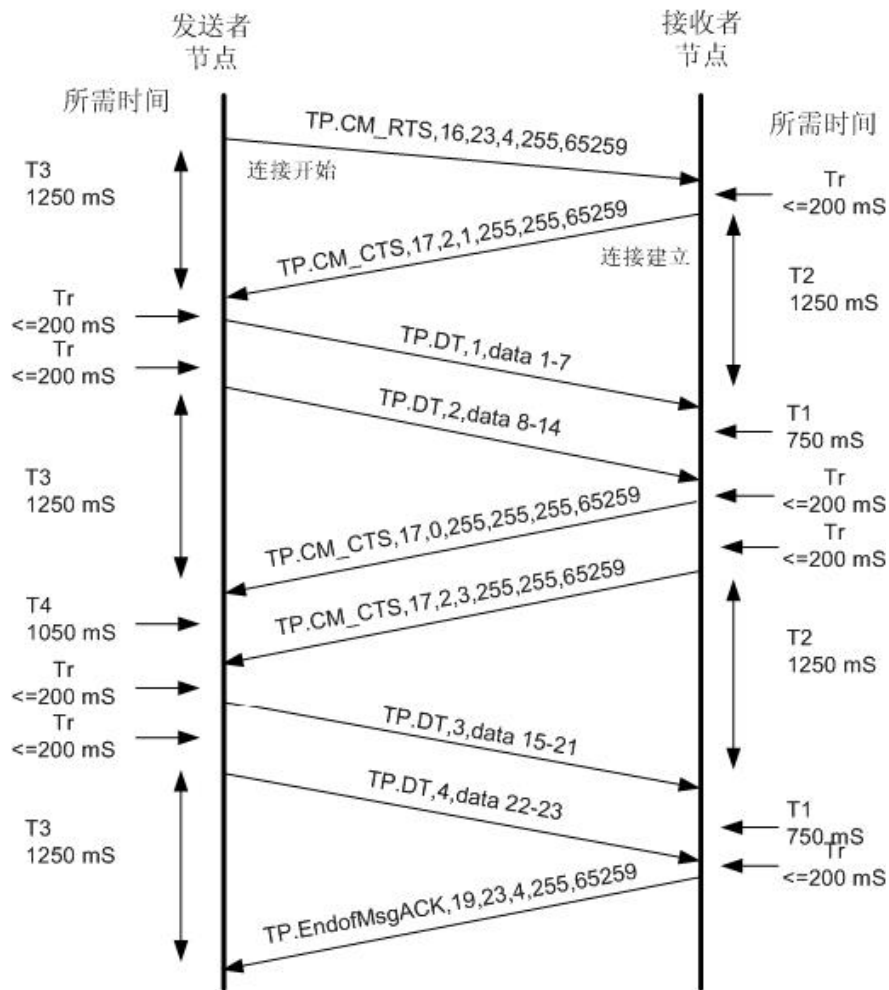 发送者
节点
接收者
节点
所需时间
所需时间
TP.CM_RTS,16,23,4,255,65259
连接开始
T3
1250 mS
Tr
<=200 mS
TP.CM_CTS,17,2,1,255,255,65259
连接建立
T2
1250 mS
Tr
<=200 mS
Tr
<=200 mS
TP.DT,1,data 1-7
TP.DT,2,data 8-14
T1
750 mS
T3
1250 mS
Tr
<=200 mS
TP.CM_CTS,17,0,255,255,255,65259
Tr
<=200 mS
TP.CM_CTS,17,2,3,255,255,65259
T4
1050 mS
T2
1250 mS
Tr
<=200 mS
Tr
<=200 mS
TP.DT,3,data 15-21
TP.DT,4,data 22-23
T1
750 mS
T3
1250 mS
Tr
<=200 mS
TP.EndofMsgACK,19,23,4,255,65259